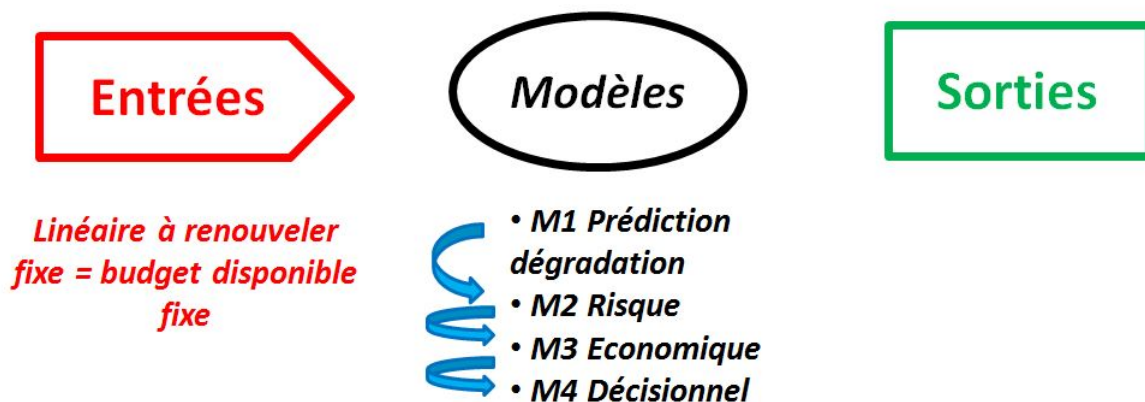 Entrées
Modèles
Sorties
Linéaire à renouveler
fixe = budget disponible
fixe
• M1 Prédiction
dégradation
• M2 Risque
• M3 Economique
• M4 Décisionnel